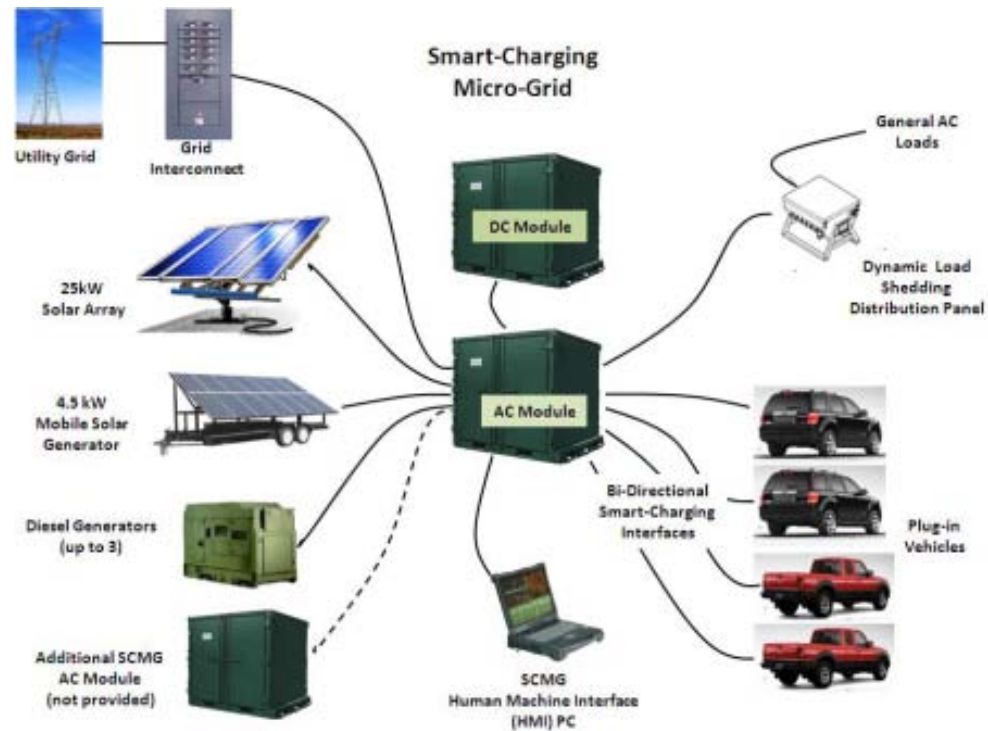 Smart-Charging
Micro-Grid
Utility Grid
Grid
Interconnect
General AC
Loads
DC Module
25kW
Solar Array
Dynamic Load
Shedding
Distribution Panel
4.5 kW
Mobile Solar
Generator
AC Module
Bi-Directional
Smart-Charging
Interfaces
Plug-in
Vehicles
Diesel Generators
(up to 3)
Additional SCMG
AC Module
(not provided)
SCMG
Human Machine Interface
(HMI) PC